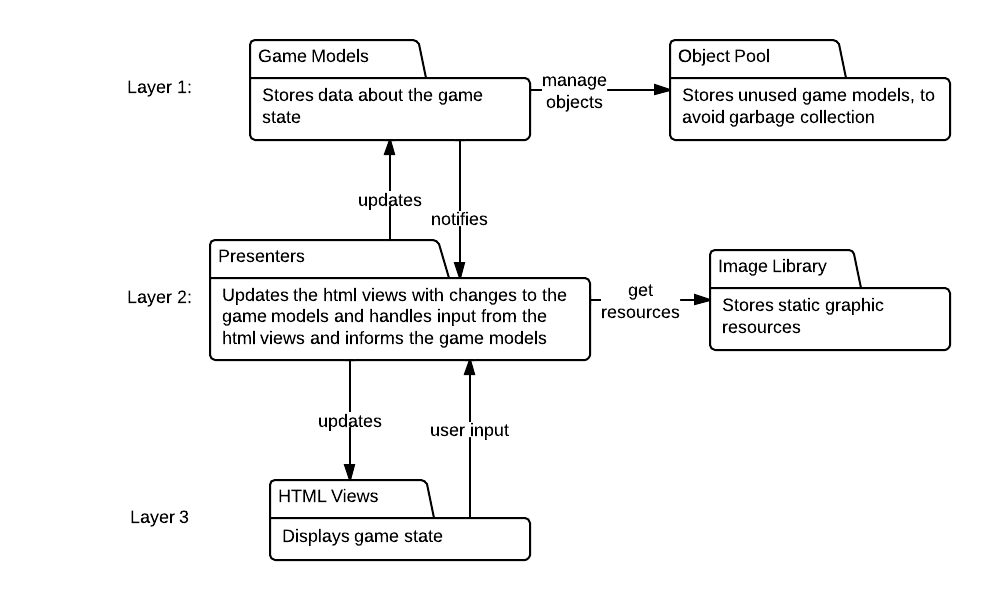 Game Models
Object Pool
Layer 1:
Stores data about the game
state
manage
objects
Stores unused game models, to
avoid garbage collection
updates
notifies
Presenters
Image Library
Layer 2:
Updates the html views with changes to the
game models and handles input from the
html views and informs the game models
get
resources
Stores static graphic
resources
updates
user input
HTML Views
Layer 3
Displays game state